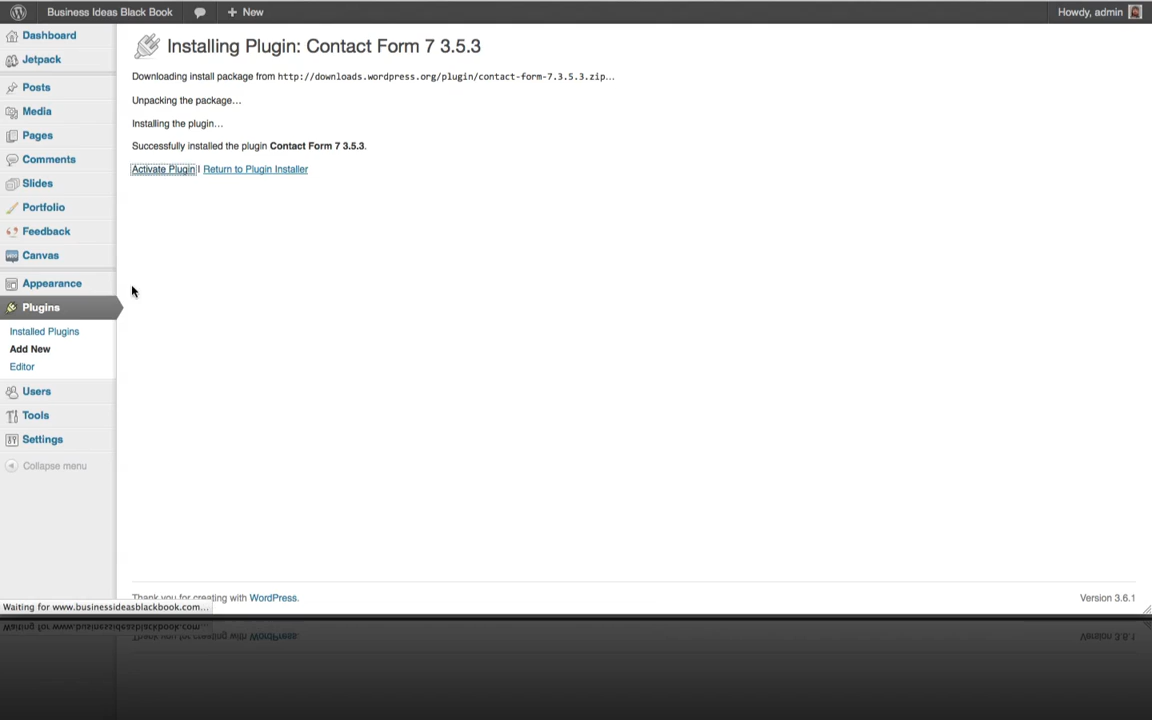 Business Ideas Black Book
+ New
Howdy, admin
Dashboard
Jetpack
Posts
Media
Pages
Comments
Slides
Portfolio
Feedback
Canvas
Appearance
Plugins
Installed Plugins
Add New
Editor
Users
Tools
Settings
Collapse menu
Installing Plugin: Contact Form 7 3.5.3
Downloading install package from http://downloads.wordpress.org/plugin/contact-form-7.3.5.3.zip...
Unpacking the package...
Installing the plugin...
Successfully installed the plugin Contact Form 7 3.5.3.
Activate Plugin | Return to Plugin Installer
Thank you for creating with WordPress.
Version 3.6.1
Waiting for www.businessideasblackbook.com...